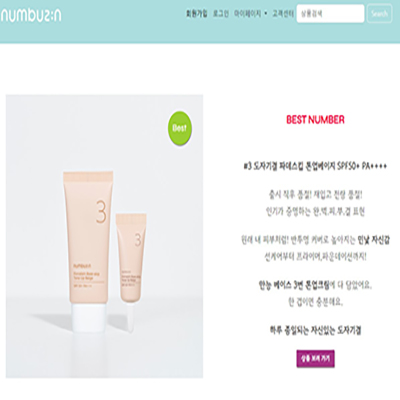 numbuz:n
회원가입 로그인 마이페이지 고객센터 상품검색 Search
Best
BEST NUMBER
#3 도자기결 파데스킵 톤업베이지 SPF50+ PA++++
출시 직후 품절! 재입고 전량 품절!
인기가 증명하는 완.벽.피.부.결 표현
원래 내 피부처럼! 반투명 커버로 높아지는 민낯 자신감
선케어부터 프라이머,파운데이션까지!
만능 베이스 3번 톤업크림에 다 담았어요.
한 겹이면 충분해요.
하루 종일가는 자신있는 도자기결
상품 보러 가기
3
numbuzin
3